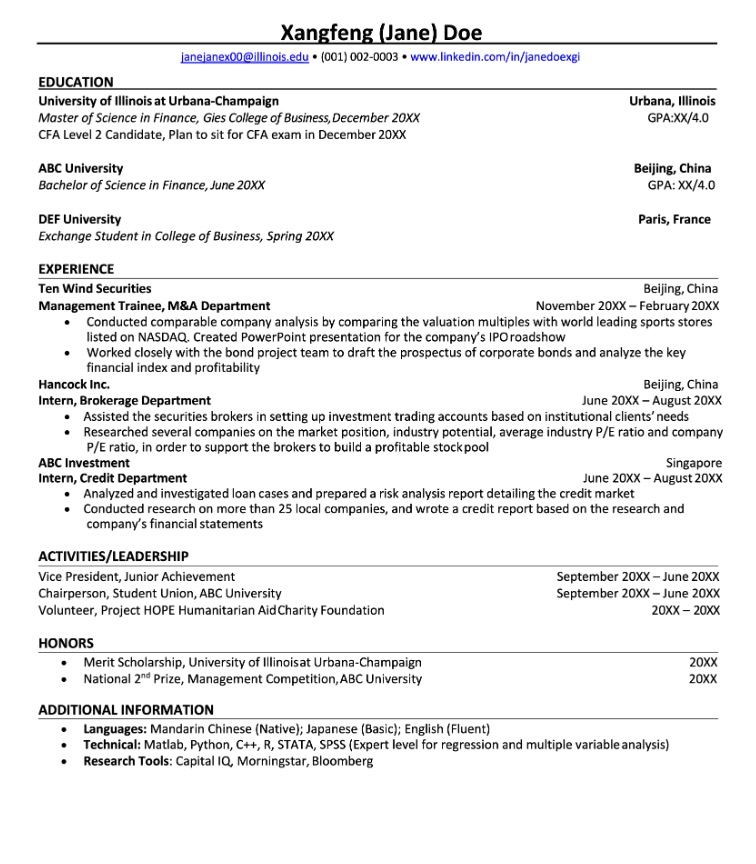 Xangfeng (Jane) Doe
janejanex00@illinois.edu • (001) 002-0003 • www.linkedin.com/in/janedoexgi
EDUCATION
University of Illinois at Urbana-Champaign Urbana, Illinois
Master of Science in Finance, Gies College of Business, December 20XX GPA:XX/4.0
CFA Level 2 Candidate, Plan to sit for CFA exam in December 20XX
ABC University Beijing, China
Bachelor of Science in Finance, June 20XX GPA: XX/4.0
DEF University Paris, France
Exchange Student in College of Business, Spring 20XX
EXPERIENCE
Ten Wind Securities Beijing, China
Management Trainee, M&A Department November 20XX – February 20XX
• Conducted comparable company analysis by comparing the valuation multiples with world leading sports stores
listed on NASDAQ. Created PowerPoint presentation for the company's IPO roadshow
• Worked closely with the bond project team to draft the prospectus of corporate bonds and analyze the key
financial index and profitability
Hancock Inc. Beijing, China
Intern, Brokerage Department June 20XX – August 20XX
• Assisted the securities brokers in setting up investment trading accounts based on institutional clients' needs
• Researched several companies on the market position, industry potential, average industry P/E ratio and company
P/E ratio, in order to support the brokers to build a profitable stock pool
ABC Investment Singapore
Intern, Credit Department June 20XX – August 20XX
• Analyzed and investigated loan cases and prepared a risk analysis report detailing the credit market
• Conducted research on more than 25 local companies, and wrote a credit report based on the research and
company's financial statements
ACTIVITIES/LEADERSHIP
Vice President, Junior Achievement September 20XX – June 20XX
Chairperson, Student Union, ABC University September 20XX – June 20XX
Volunteer, Project HOPE Humanitarian Aid Charity Foundation 20XX – 20XX
HONORS
• Merit Scholarship, University of Illinois at Urbana-Champaign 20XX
• National 2nd Prize, Management Competition, ABC University 20XX
ADDITIONAL INFORMATION
• Languages: Mandarin Chinese (Native); Japanese (Basic); English (Fluent)
• Technical: Matlab, Python, C++, R, STATA, SPSS (Expert level for regression and multiple variable analysis)
• Research Tools: Capital IQ, Morningstar, Bloomberg